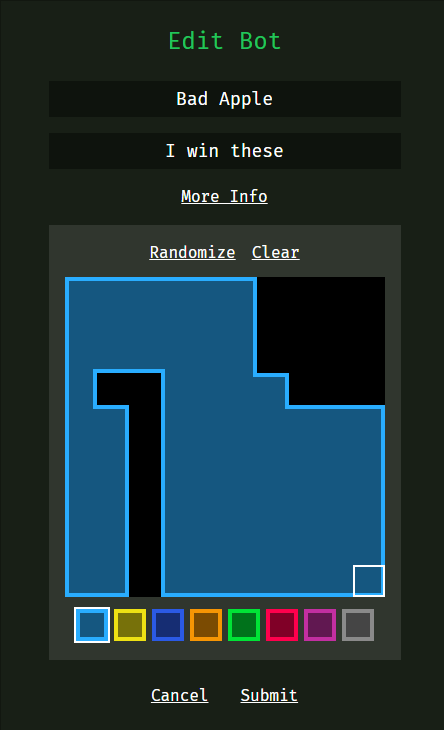 Edit Bot
Bad Apple
I win these
More Info
Randomize Clear
Cancel Submit